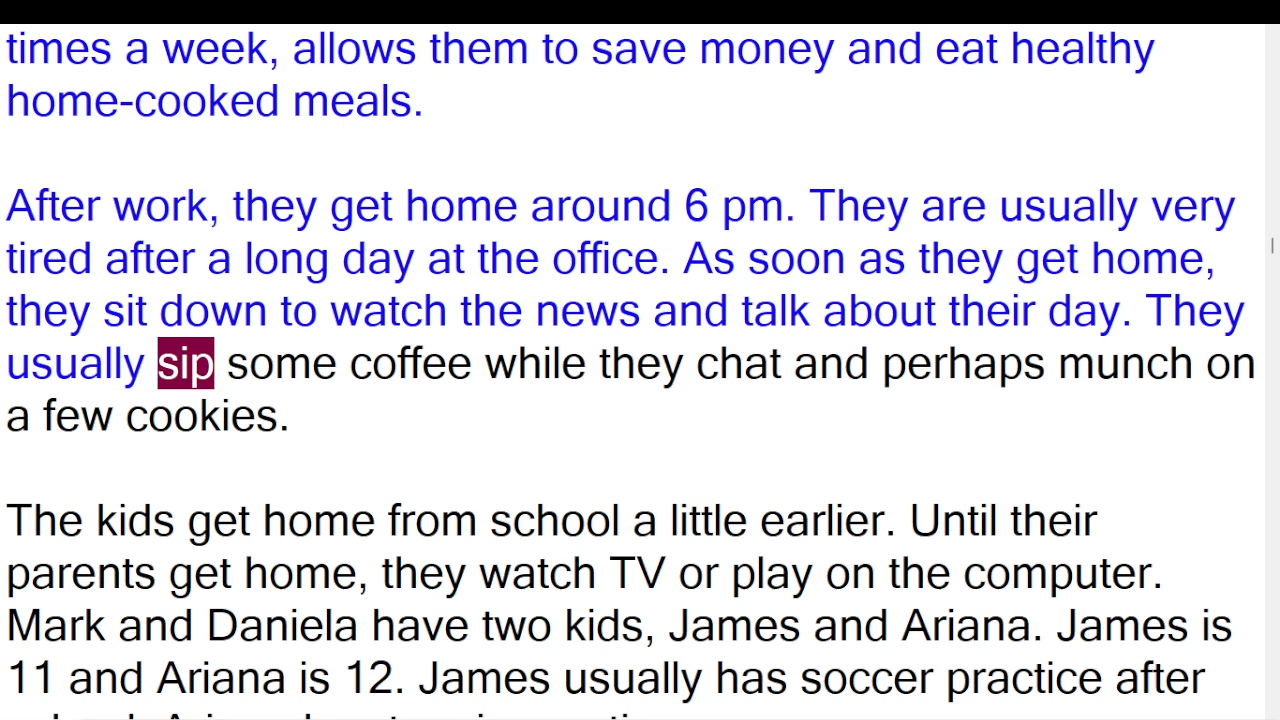 times a week, allows them to save money and eat healthy
home-cooked meals.
After work, they get home around 6 pm. They are usually very
tired after a long day at the office. As soon as they get home,
they sit down to watch the news and talk about their day. They
usually sip some coffee while they chat and perhaps munch on
a few cookies.
The kids get home from school a little earlier. Until their
parents get home, they watch TV or play on the computer.
Mark and Daniela have two kids, James and Ariana. James is
11 and Ariana is 12. James usually has soccer practice after